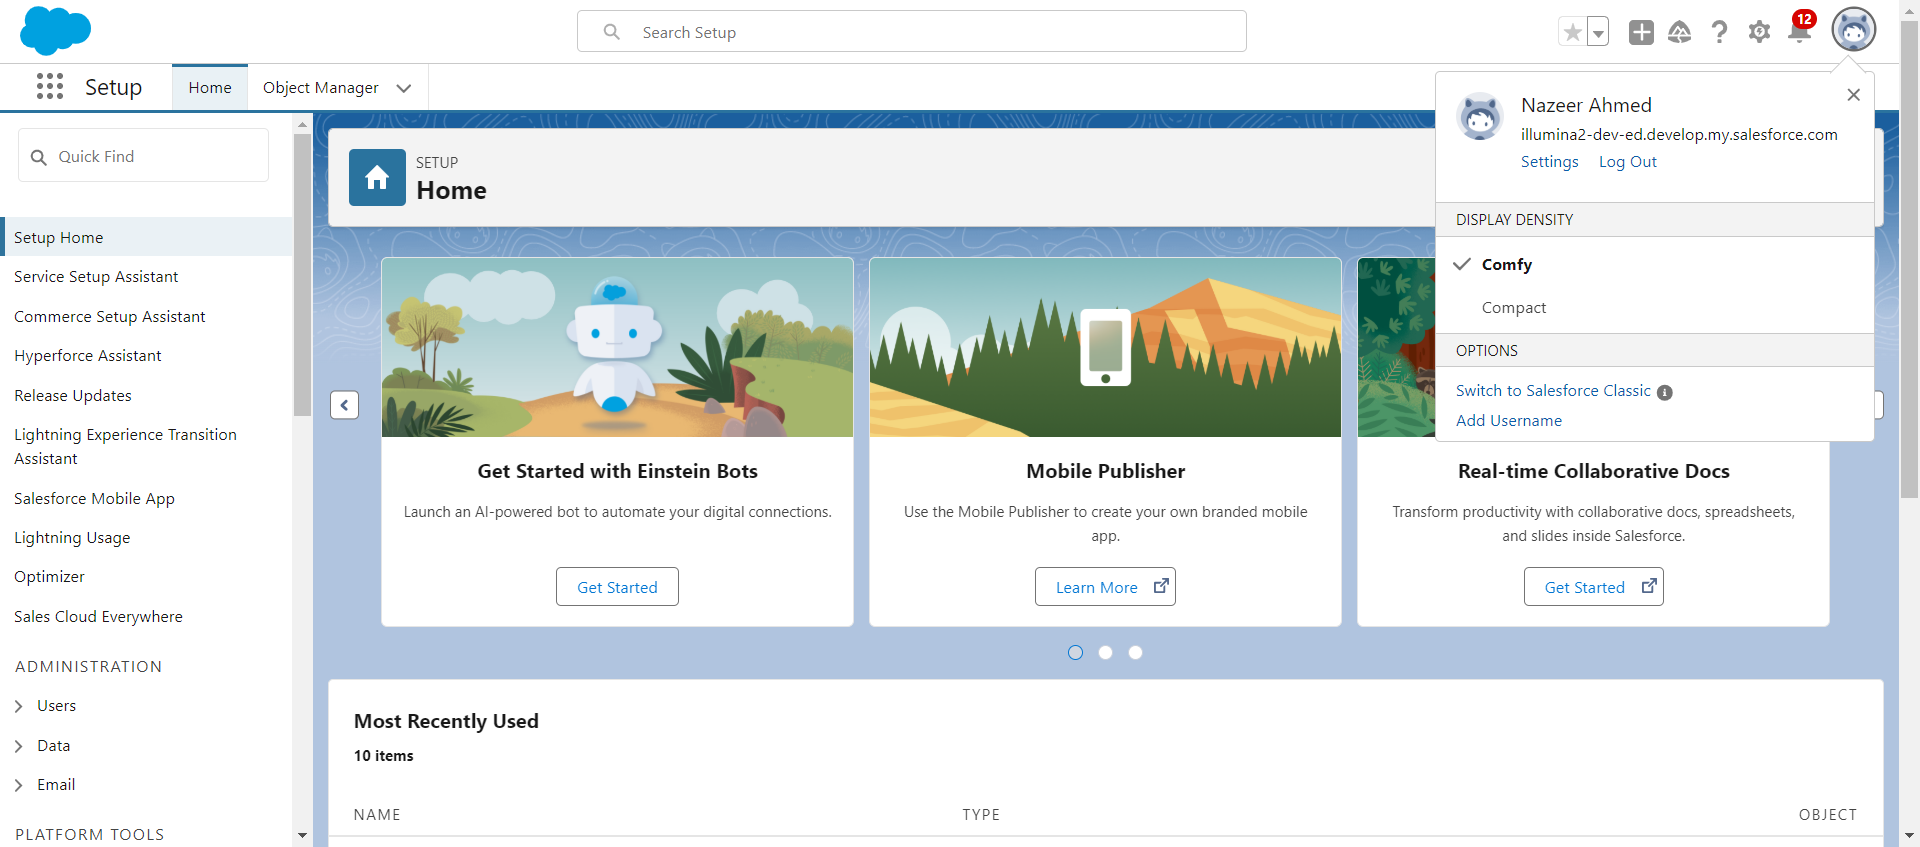 Search Setup
12
Setup
Home
Object Manager
Nazeer Ahmed
illumina2-dev-ed.develop.my.salesforce.com
Settings Log Out
DISPLAY DENSITY
Comfy
Compact
OPTIONS
Switch to Salesforce Classic
Add Username
Quick Find
Setup Home
Service Setup Assistant
Commerce Setup Assistant
Hyperforce Assistant
Release Updates
Lightning Experience Transition
Assistant
Salesforce Mobile App
Lightning Usage
Optimizer
Sales Cloud Everywhere
ADMINISTRATION
Users
Data
Email
PLATFORM TOOLS
SETUP
Home
Get Started with Einstein Bots
Launch an AI-powered bot to automate your digital connections.
Get Started
Mobile Publisher
Use the Mobile Publisher to create your own branded mobile
app.
Learn More
Real-time Collaborative Docs
Transform productivity with collaborative docs, spreadsheets,
and slides inside Salesforce.
Get Started
Most Recently Used
10 items
NAME TYPE OBJECT